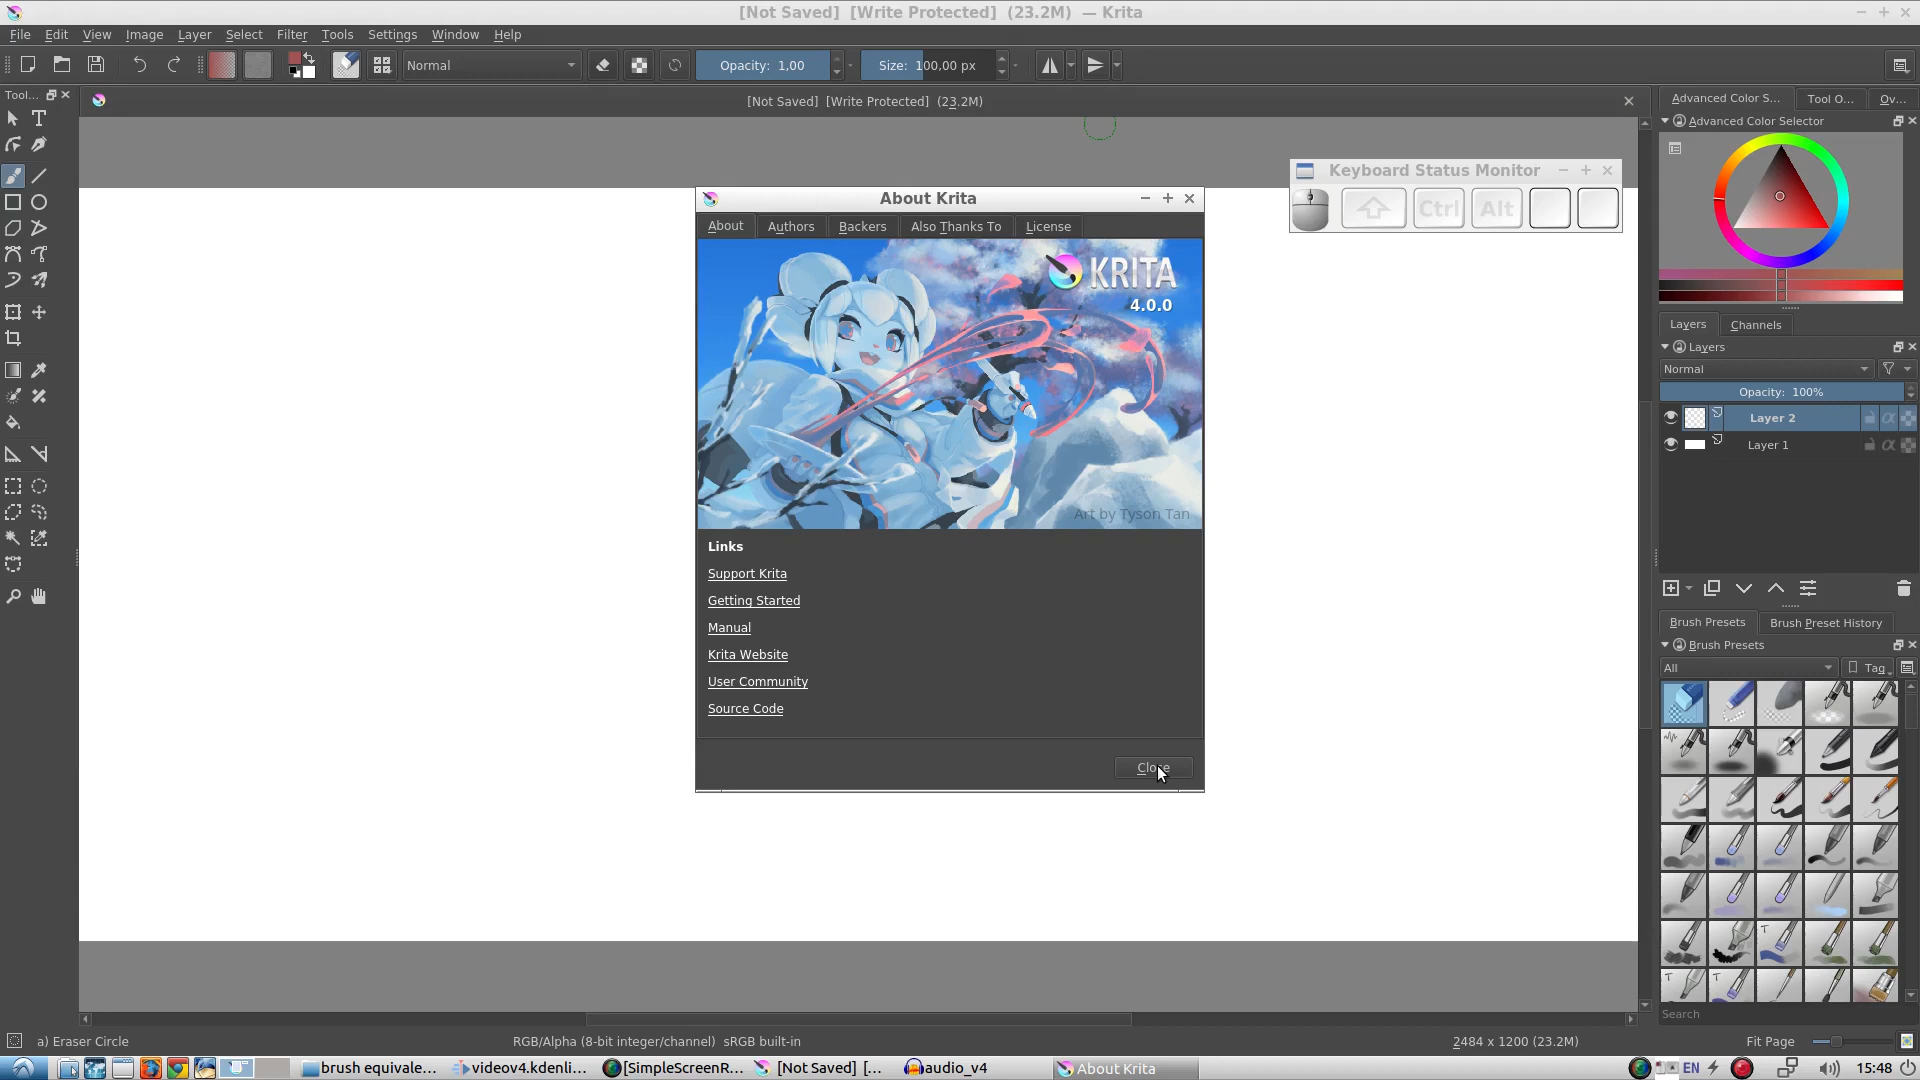 [Not Saved]  [Write Protected]  (23.2M)  — Krita
File Edit View Image Layer Select Filter Tools Settings Window Help
Normal
Opacity: 1,00
Size: 100,00 px
Tool...
[Not Saved]  [Write Protected]  (23.2M)
Advanced Color S...
Tool O...
Ov...
Advanced Color Selector
Keyboard Status Monitor
Ctrl
Alt
About Krita
About
Authors
Backers
Also Thanks To
License
KRITA
4.0.0
Art by Tyson Tan
Links
Support Krita
Getting Started
Manual
Krita Website
User Community
Source Code
Close
Layers
Channels
Layers
Normal
Opacity: 100%
Layer 2
Layer 1
Brush Presets
Brush Preset History
Brush Presets
All
Tag
T
T
T
Search
a) Eraser Circle
RGB/Alpha (8-bit integer/channel)  sRGB built-in
2484 x 1200 (23.2M)
Fit Page
brush equivale...
videov4.kdenli...
[SimpleScreenR...
[Not Saved]  [...
audio_v4
About Krita
EN
15:48